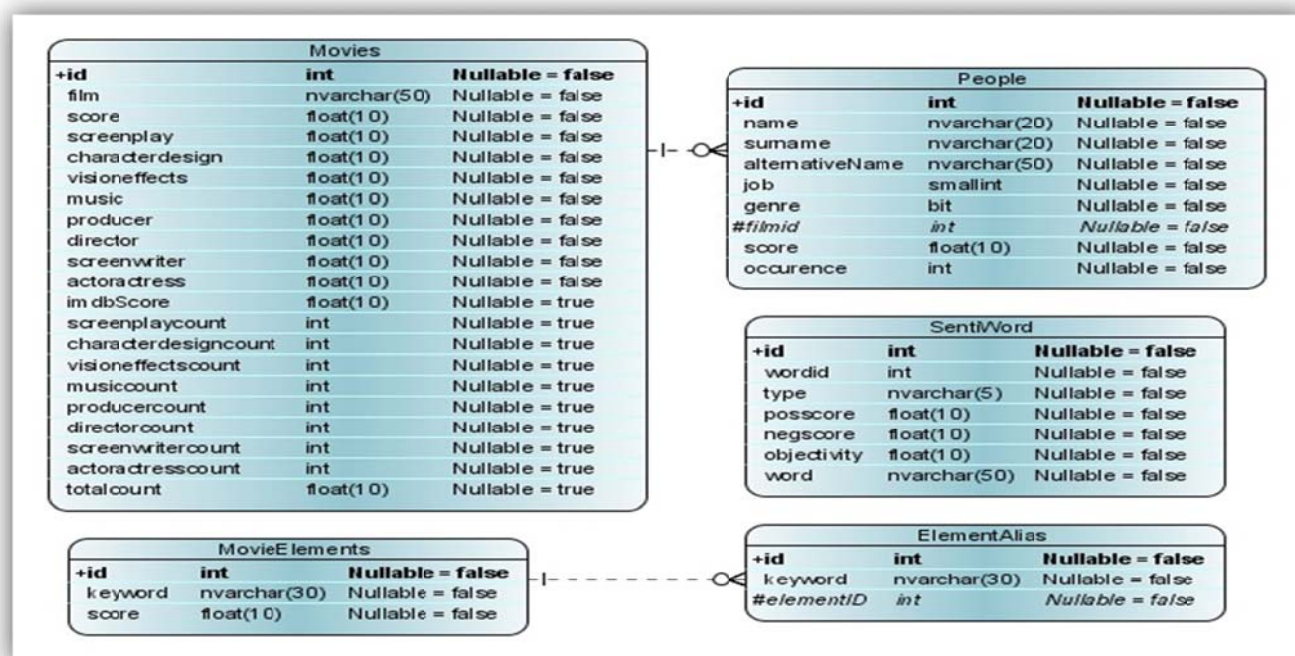 Movies
+id int Nullable = false
film nvarchar(50) Nullable = false
score float(10) Nullable = false
screenplay float(10) Nullable = false
characterdesign float(10) Nullable = false
visioneffects float(10) Nullable = false
music float(10) Nullable = false
producer float(10) Nullable = false
director float(10) Nullable = false
screenwriter float(10) Nullable = false
actoractress float(10) Nullable = false
imdbScore float(10) Nullable = true
screenplaycount int Nullable = true
characterdesigncount int Nullable = true
visioneffectscount int Nullable = true
musiccount int Nullable = true
producercount int Nullable = true
directorcount int Nullable = true
screenwritercount int Nullable = true
actoractresscount int Nullable = true
totalcount float(10) Nullable = true
People
+id int Nullable = false
name nvarchar(20) Nullable = false
surname nvarchar(20) Nullable = false
alternativeName nvarchar(50) Nullable = false
job smallint Nullable = false
genre bit Nullable = false
#filmid int Nullable = false
score float(10) Nullable = false
occurence int Nullable = false
SentiWord
+id int Nullable = false
wordid int Nullable = false
type nvarchar(5) Nullable = false
posscore float(10) Nullable = false
negscore float(10) Nullable = false
objectivity float(10) Nullable = false
word nvarchar(50) Nullable = false
MovieElements
+id int Nullable = false
keyword nvarchar(30) Nullable = false
score float(10) Nullable = false
ElementAlias
+id int Nullable = false
keyword nvarchar(30) Nullable = false
#elementID int Nullable = false